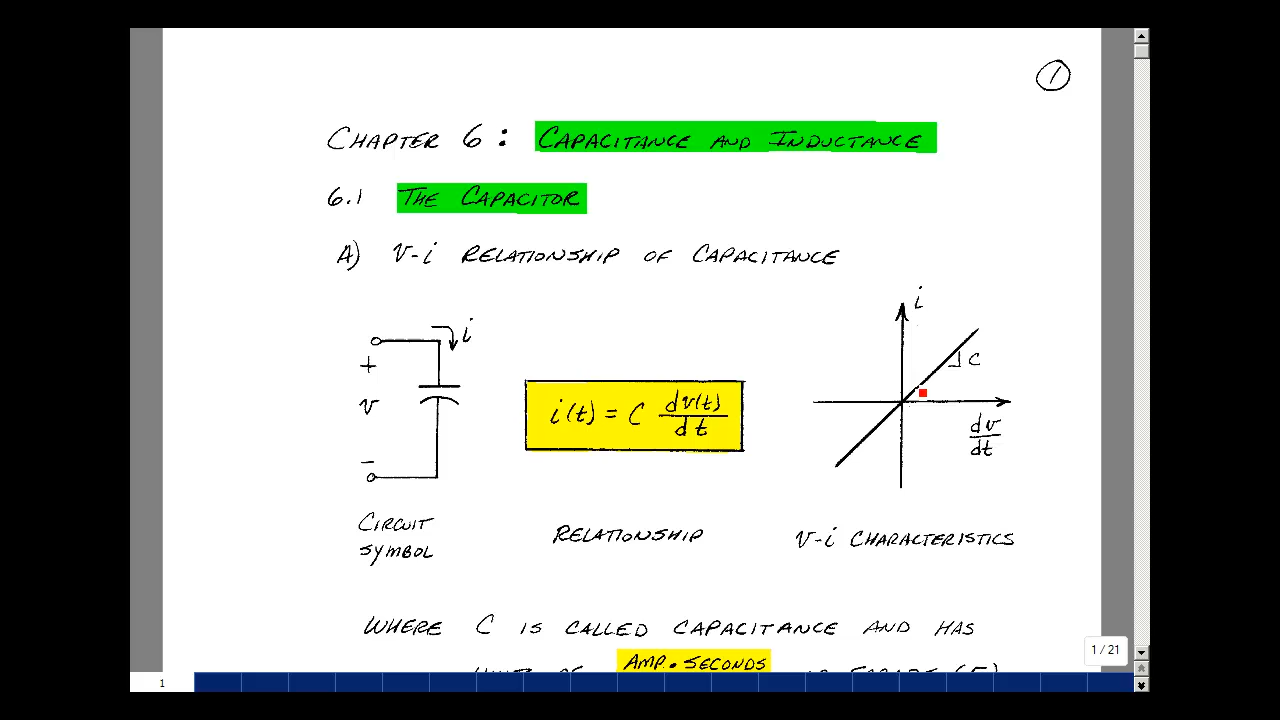 1
CHAPTER 6: CAPACITANCE AND INDUCTANCE
6.1 THE CAPACITOR
A) v-i RELATIONSHIP OF CAPACITANCE
i
+
v
−
i(t) = C dv(t)/dt
i
C
dv/dt
CIRCUIT
SYMBOL
RELATIONSHIP
v-i CHARACTERISTICS
WHERE C IS CALLED CAPACITANCE AND HAS
AMP. SECONDS
1 / 21
1